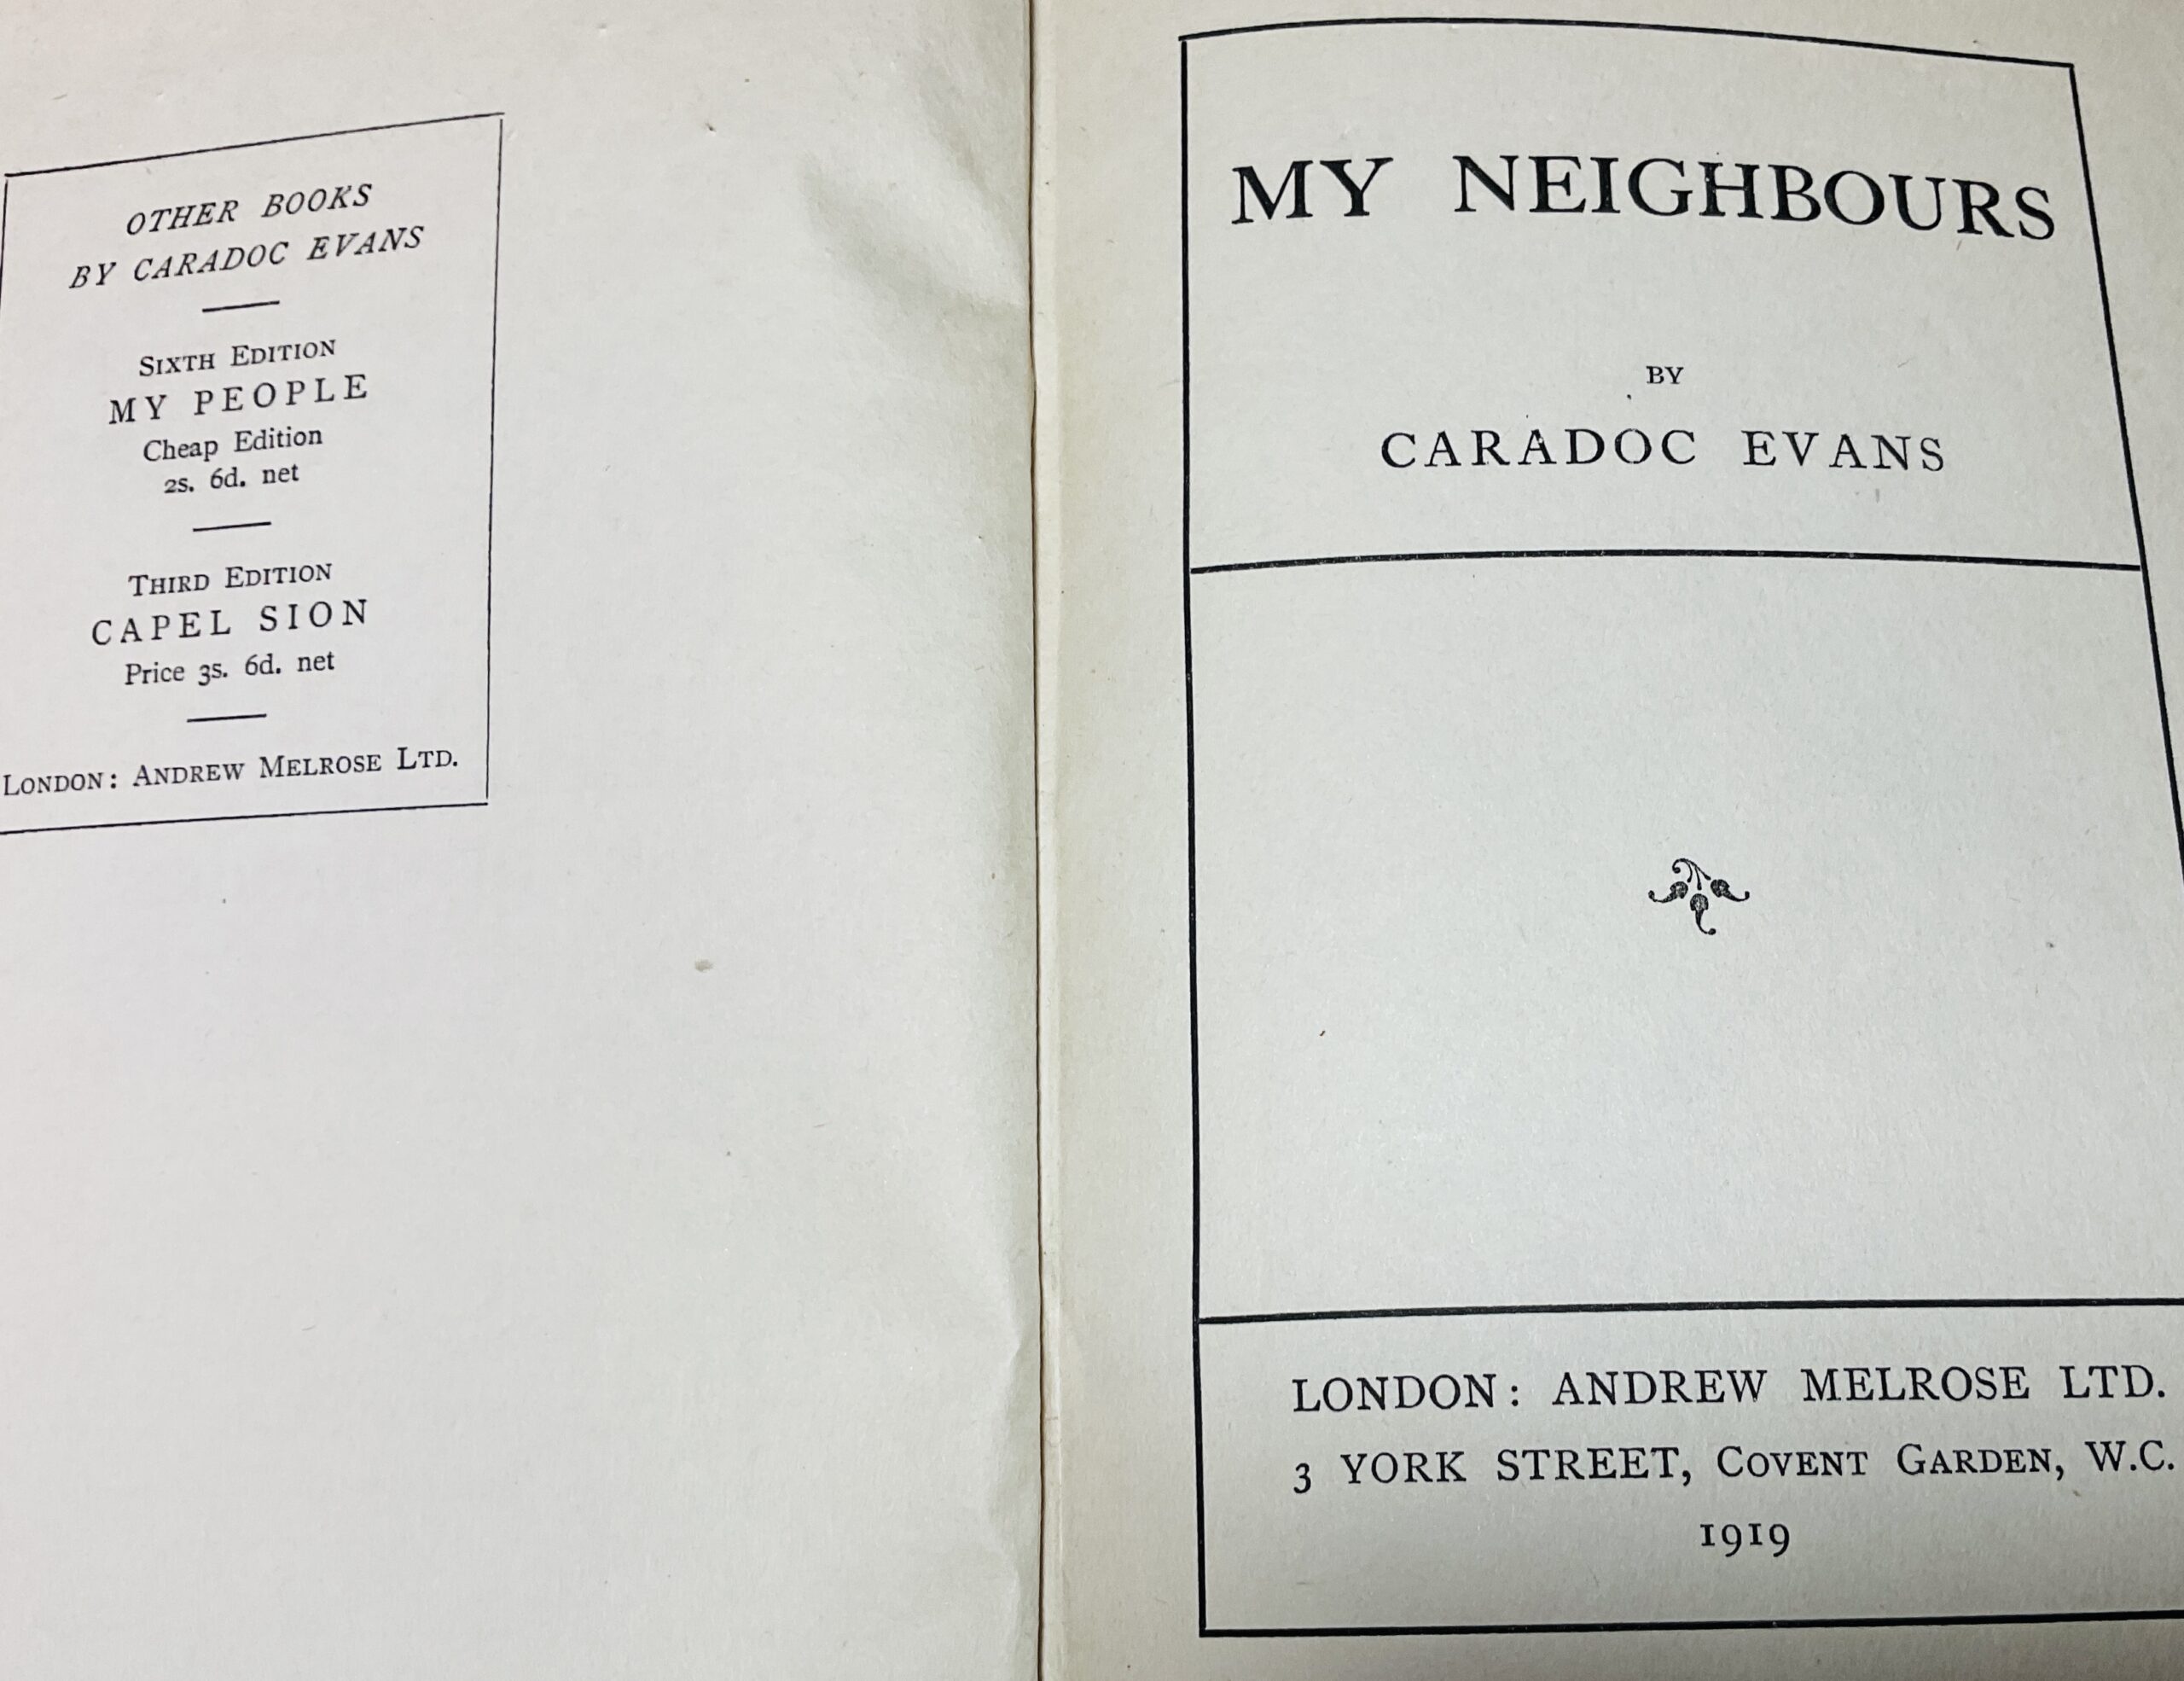 OTHER BOOKS
BY CARADOC EVANS
SIXTH EDITION
MY PEOPLE
Cheap Edition
2s. 6d. net
THIRD EDITION
CAPEL SION
Price 3s. 6d. net
LONDON: ANDREW MELROSE LTD.
MY NEIGHBOURS
BY
CARADOC EVANS
LONDON: ANDREW MELROSE LTD.
3 YORK STREET, COVENT GARDEN, W.C.
1919